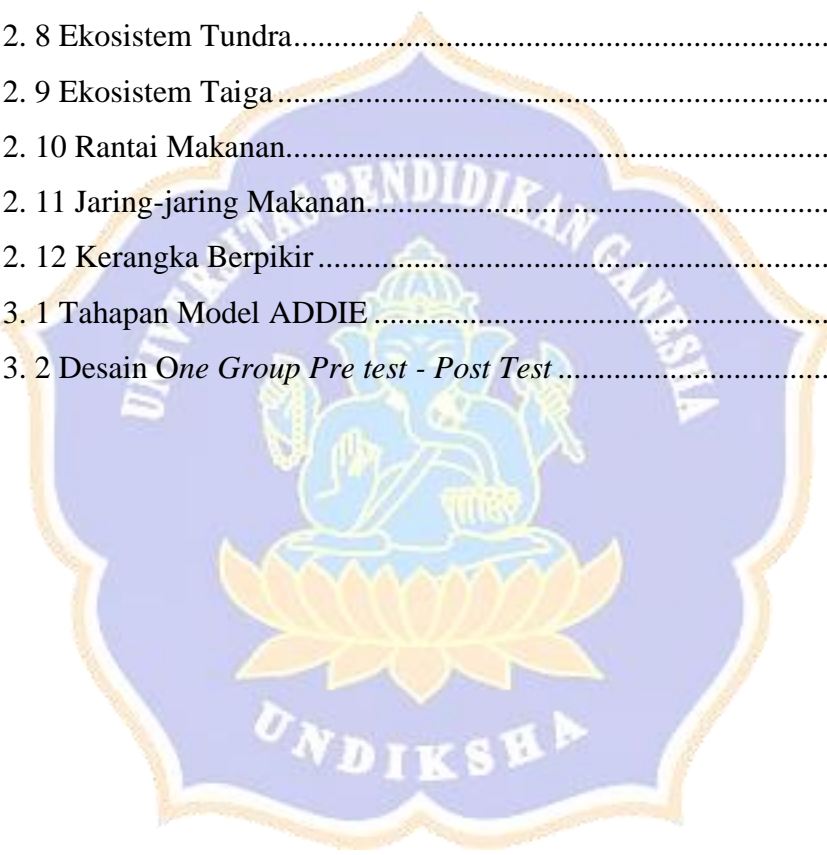 2. 8 Ekosistem Tundra...............................................................
2. 9 Ekosistem Taiga.................................................................
2. 10 Rantai Makanan...............................................................
2. 11 Jaring-jaring Makanan.....................................................
2. 12 Kerangka Berpikir...........................................................
3. 1 Tahapan Model ADDIE....................................................
3. 2 Desain One Group Pre test - Post Test...............................
UNIVERSITAS PENDIDIKAN GANESHA
UNDIKSHA